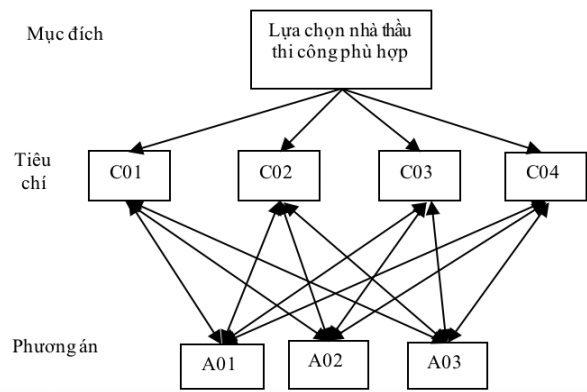 Mục đích
Lựa chọn nhà thầu
thi công phù hợp
Tiêu
chí
C01
C02
C03
C04
Phương án
A01
A02
A03